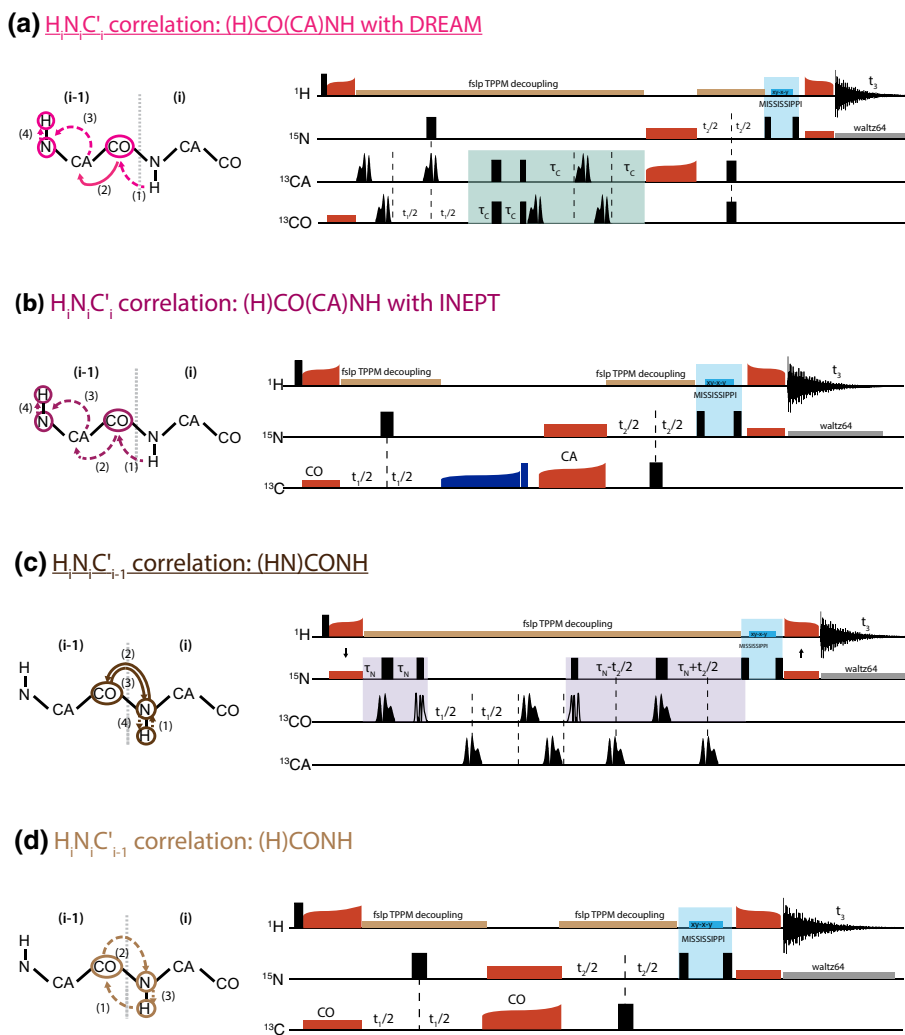 (a) HᵢNᵢC'ᵢ correlation: (H)CO(CA)NH with DREAM
(i-1) (i)
H
(4) (3)
N CO N CA
CA CO
(2) (1) H
¹H fslp TPPM decoupling xy-x-y t₃
MISSISSIPPI
¹⁵N t₂/2 t₂/2 waltz64
¹³CA τC τC
¹³CO t₁/2 t₁/2 τC τC
(b) HᵢNᵢC'ᵢ correlation: (H)CO(CA)NH with INEPT
(i-1) (i)
H
(4) (3)
N CO N CA
CA CO
(2) (1) H
¹H fslp TPPM decoupling fslp TPPM decoupling xy-x-y t₃
MISSISSIPPI
¹⁵N t₂/2 t₂/2 waltz64
¹³C CO t₁/2 t₁/2 CA
(c) HᵢNᵢC'ᵢ₋₁ correlation: (HN)CONH
(i-1) (i)
(2)
H
N CO (3) N CA
CA CO
(4) H (1)
¹H fslp TPPM decoupling xy-x-y t₃
MISSISSIPPI
¹⁵N τN τN τN-t₂/2 τN+t₂/2 waltz64
¹³CO t₁/2 t₁/2
¹³CA
(d) HᵢNᵢC'ᵢ₋₁ correlation: (H)CONH
(i-1) (i)
H
N CO (2) N CA
CA CO
(1) H (3)
¹H fslp TPPM decoupling fslp TPPM decoupling xy-x-y t₃
MISSISSIPPI
¹⁵N t₂/2 t₂/2 waltz64
¹³C CO t₁/2 t₁/2 CO